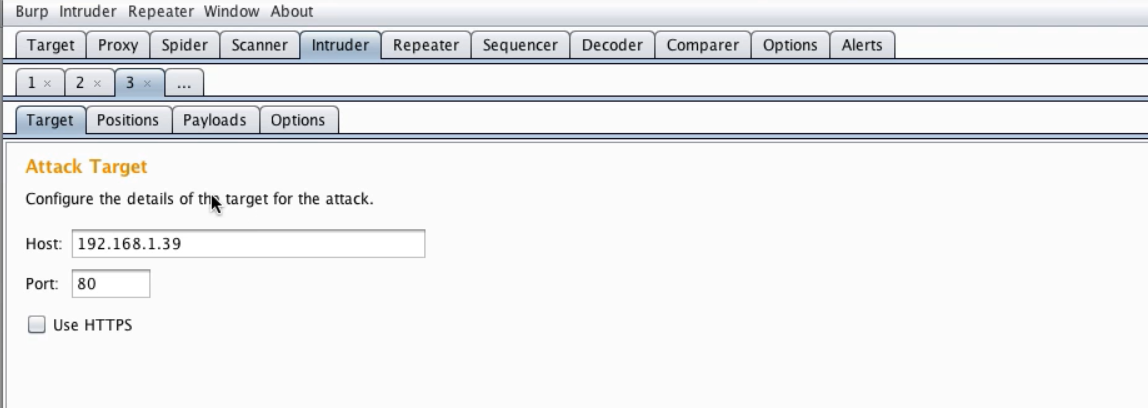 Burp Intruder Repeater Window About
Target Proxy Spider Scanner Intruder Repeater Sequencer Decoder Comparer Options Alerts
1 × 2 × 3 × ...
Target Positions Payloads Options
Attack Target
Configure the details of the target for the attack.
Host: 192.168.1.39
Port: 80
Use HTTPS